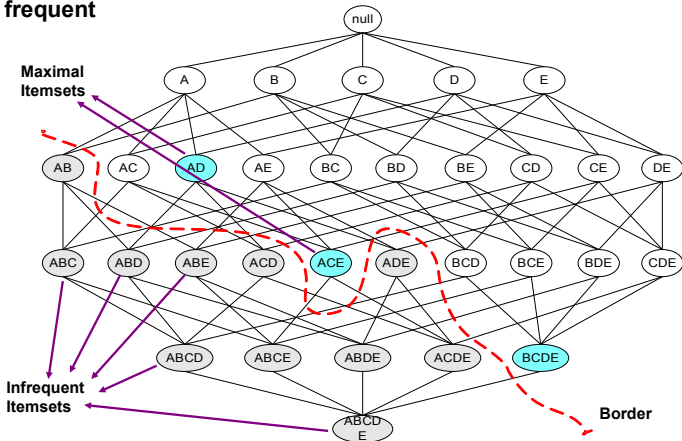 frequent
null
Maximal
Itemsets
A B C D E
AB AC AD AE BC BD BE CD CE DE
ABC ABD ABE ACD ACE ADE BCD BCE BDE CDE
ABCD ABCE ABDE ACDE BCDE
Infrequent
Itemsets
Border
ABCD
E